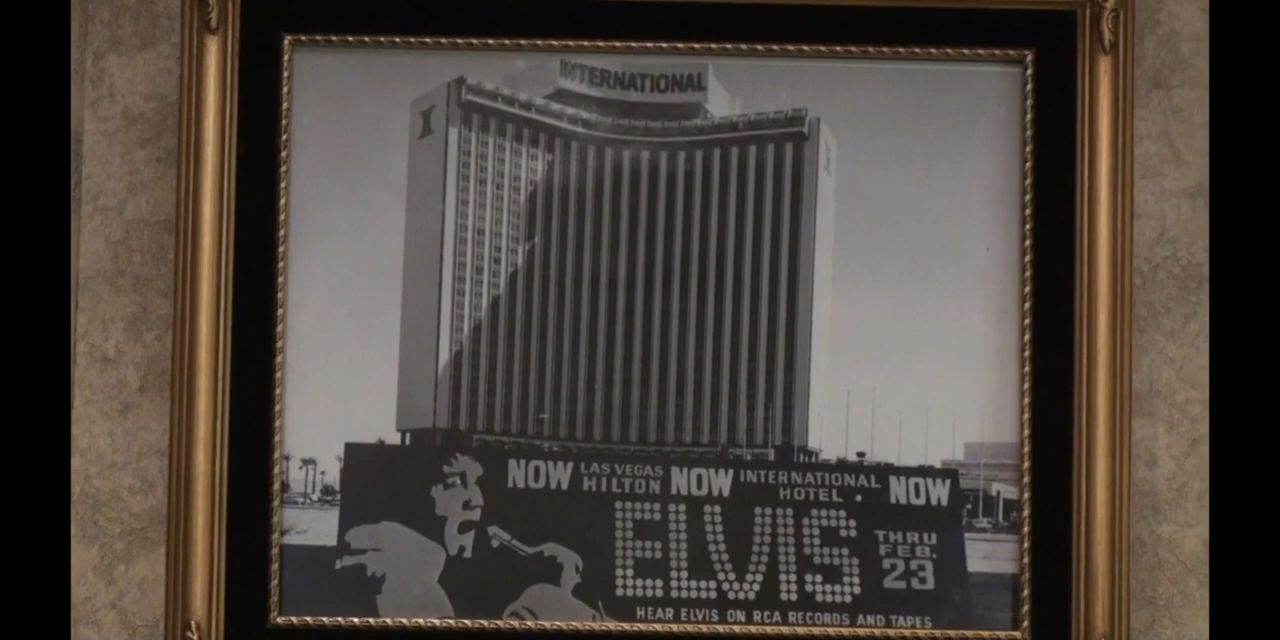 INTERNATIONAL
NOW LAS VEGAS HILTON NOW INTERNATIONAL HOTEL NOW
ELVIS
THRU
FEB.
23
HEAR ELVIS ON RCA RECORDS AND TAPES